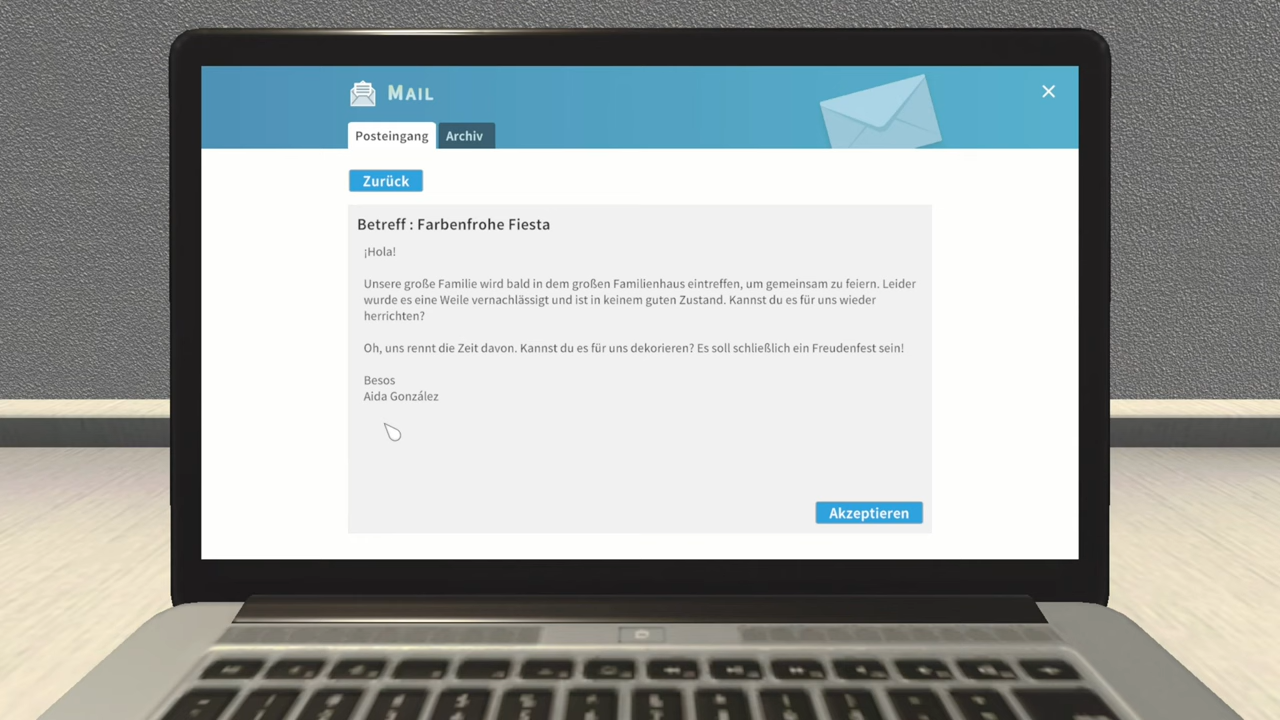 MAIL
Posteingang Archiv
Zurück
Betreff : Farbenfrohe Fiesta
¡Hola!
Unsere große Familie wird bald in dem großen Familienhaus eintreffen, um gemeinsam zu feiern. Leider
wurde es eine Weile vernachlässigt und ist in keinem guten Zustand. Kannst du es für uns wieder
herrichten?
Oh, uns rennt die Zeit davon. Kannst du es für uns dekorieren? Es soll schließlich ein Freudenfest sein!
Besos
Aida González
Akzeptieren